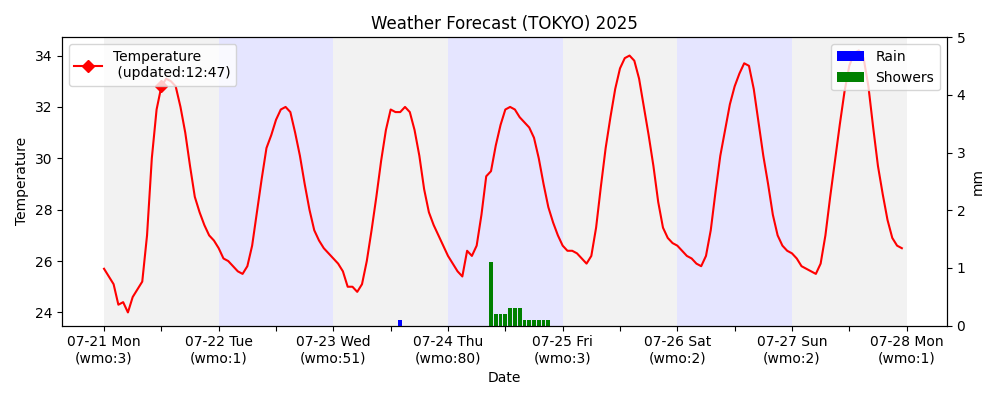 Weather Forecast (TOKYO) 2025
Temperature
(updated:12:47)
Rain
Showers
34
32
30
28
26
24
Temperature
5
4
3
2
1
0
mm
07-21 Mon
(wmo:3)
07-22 Tue
(wmo:1)
07-23 Wed
(wmo:51)
07-24 Thu
(wmo:80)
07-25 Fri
(wmo:3)
07-26 Sat
(wmo:2)
07-27 Sun
(wmo:2)
07-28 Mon
(wmo:1)
Date